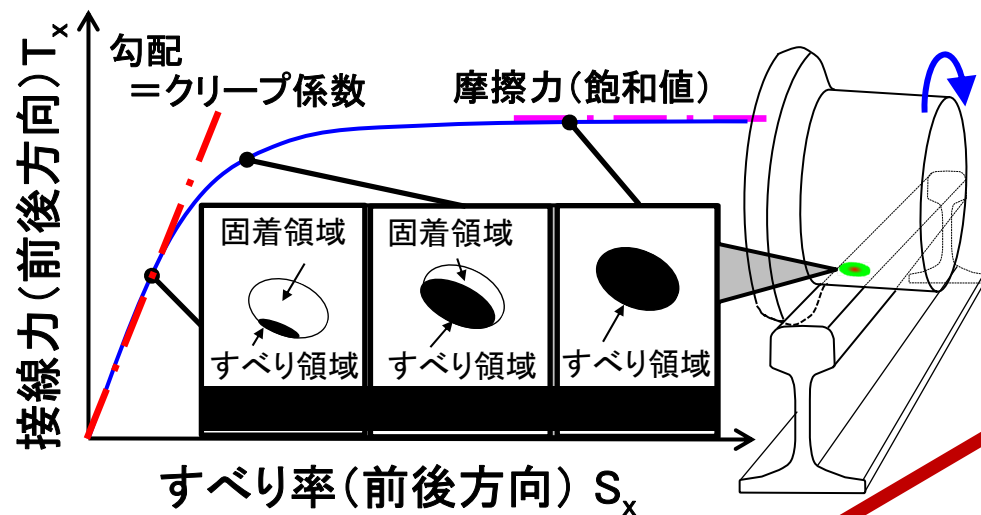 接線力(前後方向)Tx
勾配
＝クリープ係数
摩擦力(飽和値)
固着領域
すべり領域
固着領域
すべり領域
すべり領域
すべり率(前後方向) Sx